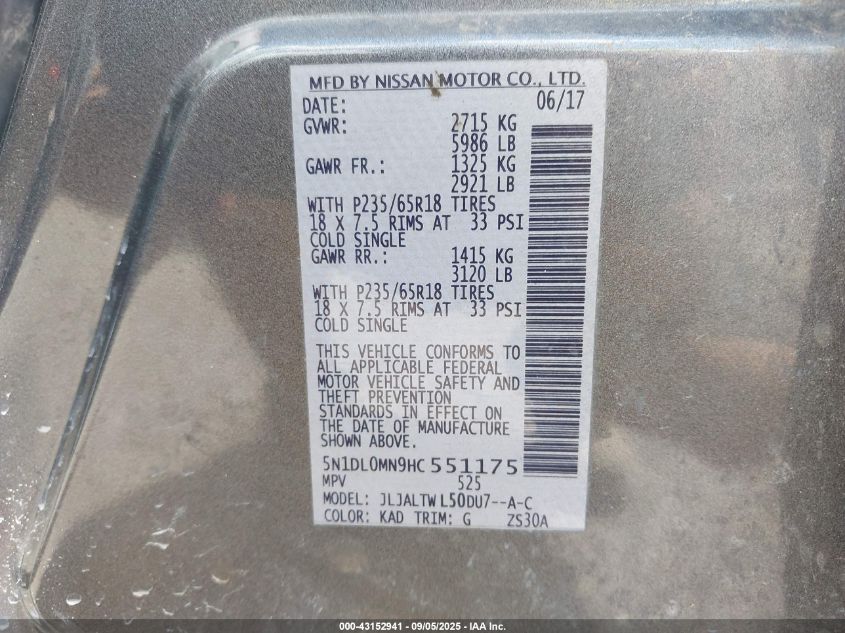 MFD BY NISSAN MOTOR CO., LTD.
DATE: 06/17
GVWR: 2715 KG
5986 LB
GAWR FR.: 1325 KG
2921 LB
WITH P235/65R18 TIRES
18 X 7.5 RIMS AT 33 PSI
COLD SINGLE
GAWR RR.: 1415 KG
3120 LB
WITH P235/65R18 TIRES
18 X 7.5 RIMS AT 33 PSI
COLD SINGLE
THIS VEHICLE CONFORMS TO
ALL APPLICABLE FEDERAL
MOTOR VEHICLE SAFETY AND
THEFT PREVENTION
STANDARDS IN EFFECT ON
THE DATE OF MANUFACTURE
SHOWN ABOVE.
5N1DL0MN9HC551175
MPV 525
MODEL: JLJALTWL50DU7--A-C
COLOR: KAD TRIM: G ZS30A
000-43152941 - 09/05/2025 - IAA Inc.